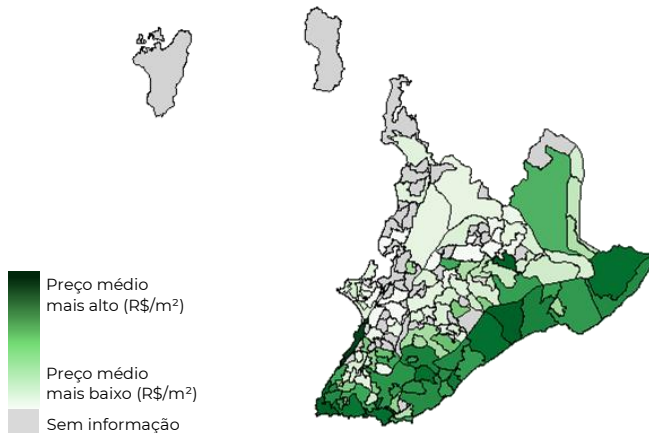 Preço médio
mais alto (R$/m²)
Preço médio
mais baixo (R$/m²)
Sem informação